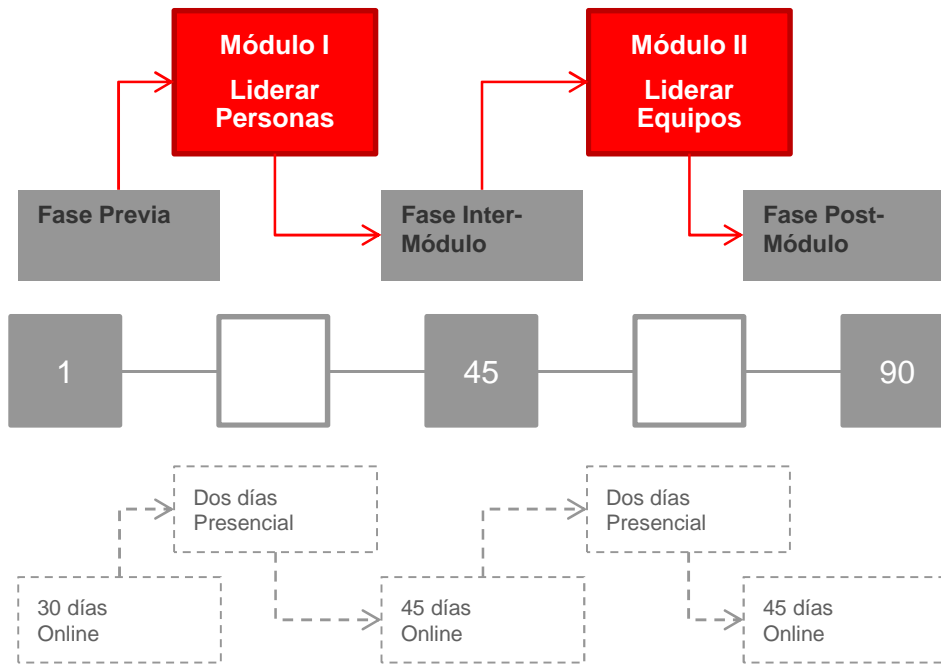 Módulo I
Liderar
Personas
Módulo II
Liderar
Equipos
Fase Previa
Fase Inter-
Módulo
Fase Post-
Módulo
1
45
90
Dos días
Presencial
Dos días
Presencial
30 días
Online
45 días
Online
45 días
Online